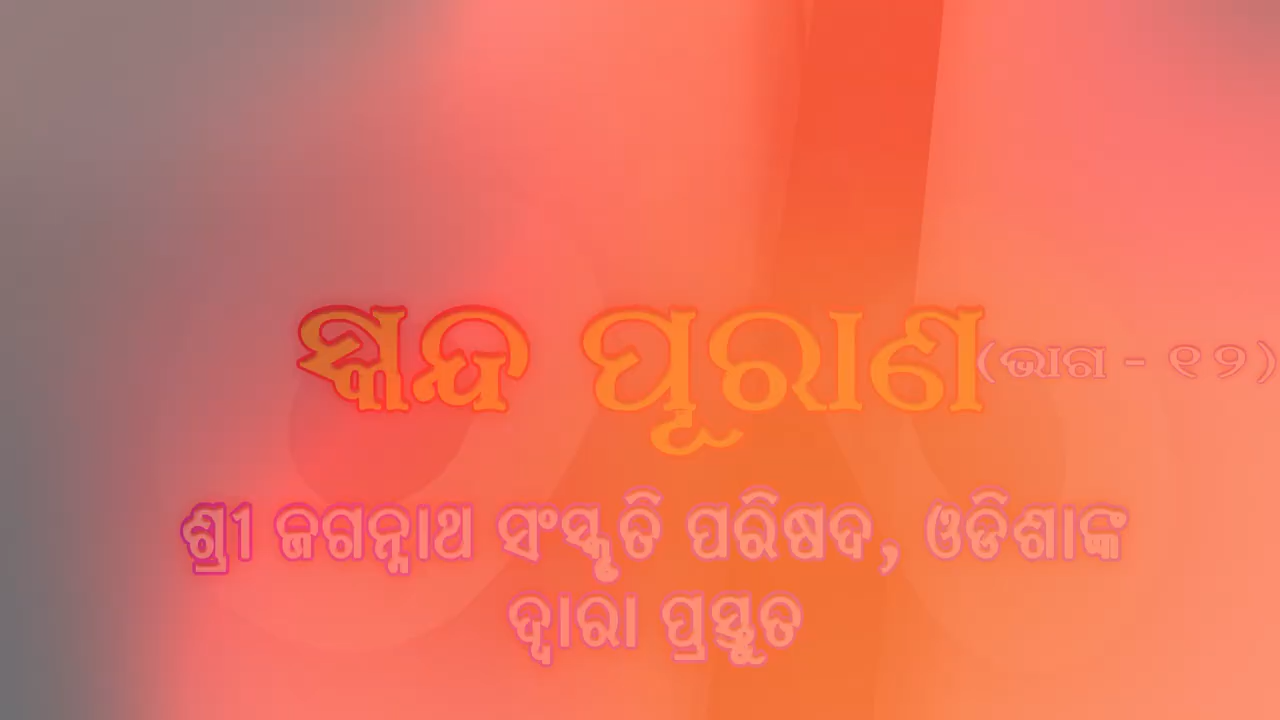 ସ୍କନ୍ଦ ପୂରାଣ (ଭାଗ - ୧୨)
ଶ୍ରୀ ଜଗନ୍ନାଥ ସଂସ୍କୃତି ପରିଷଦ, ଓଡିଶାଙ୍କ
ଦ୍ୱାରା ପ୍ରସ୍ତୁତ